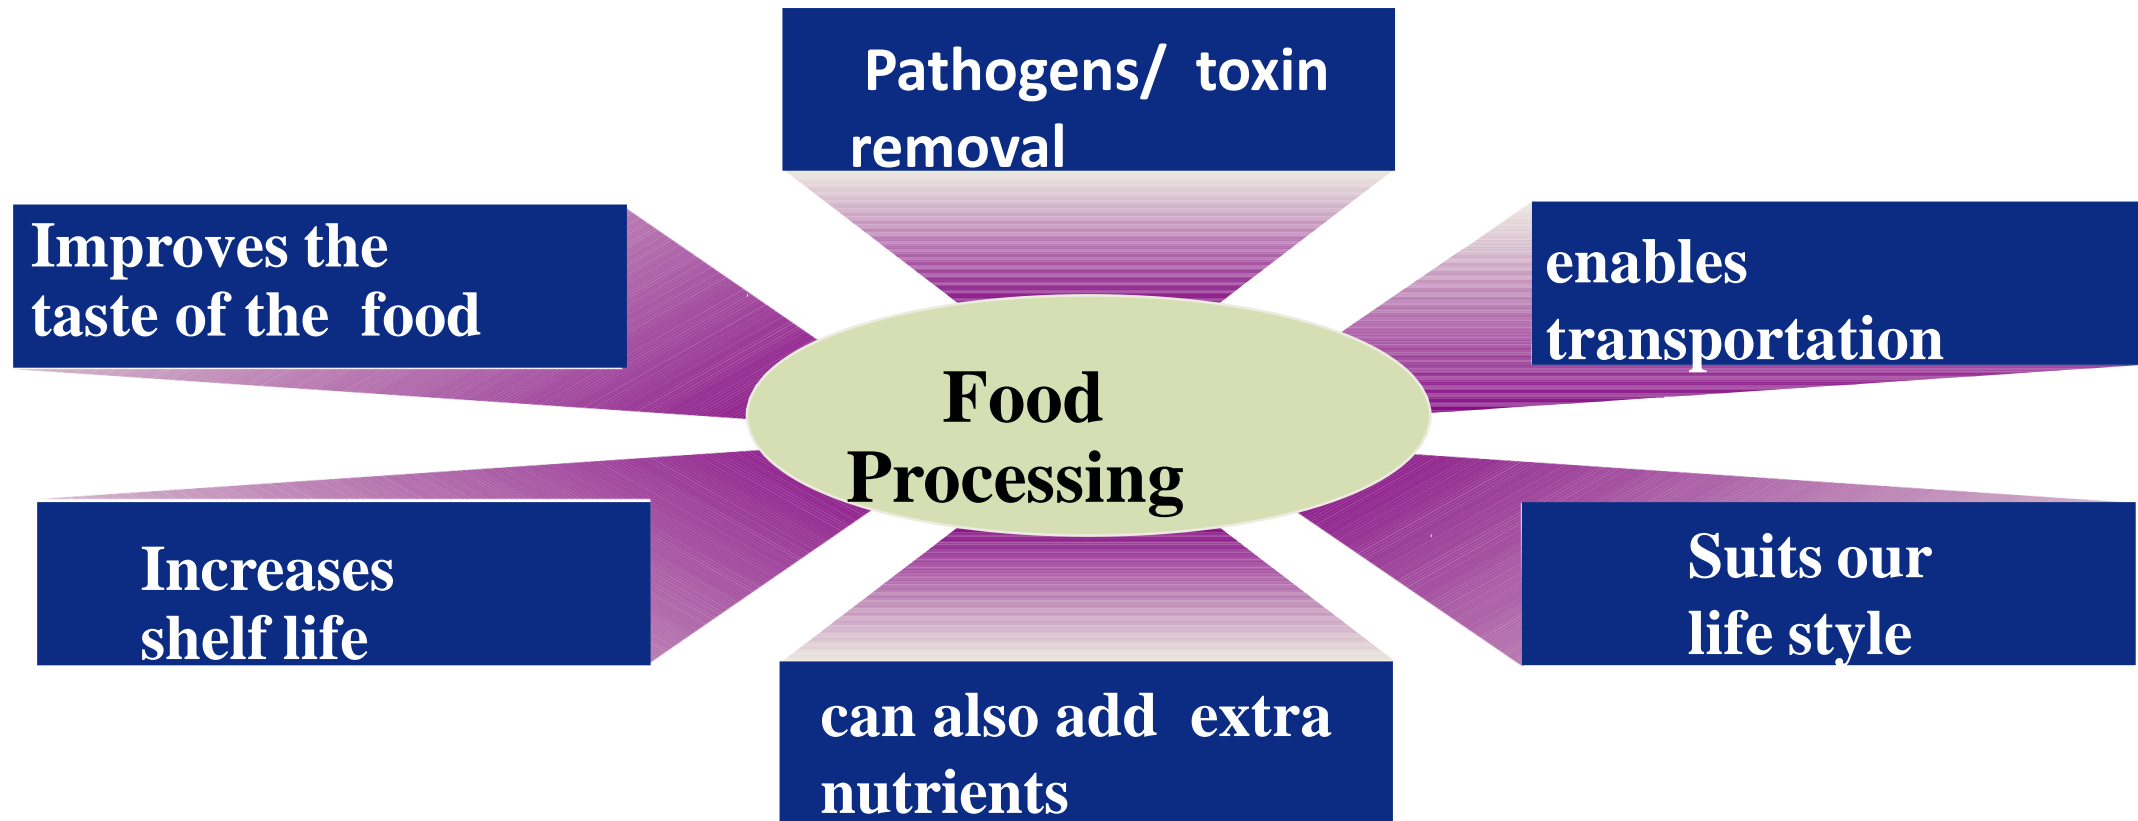 Pathogens/ toxin
removal
Improves the
taste of the food
enables
transportation
Food
Processing
Increases
shelf life
Suits our
life style
can also add extra
nutrients